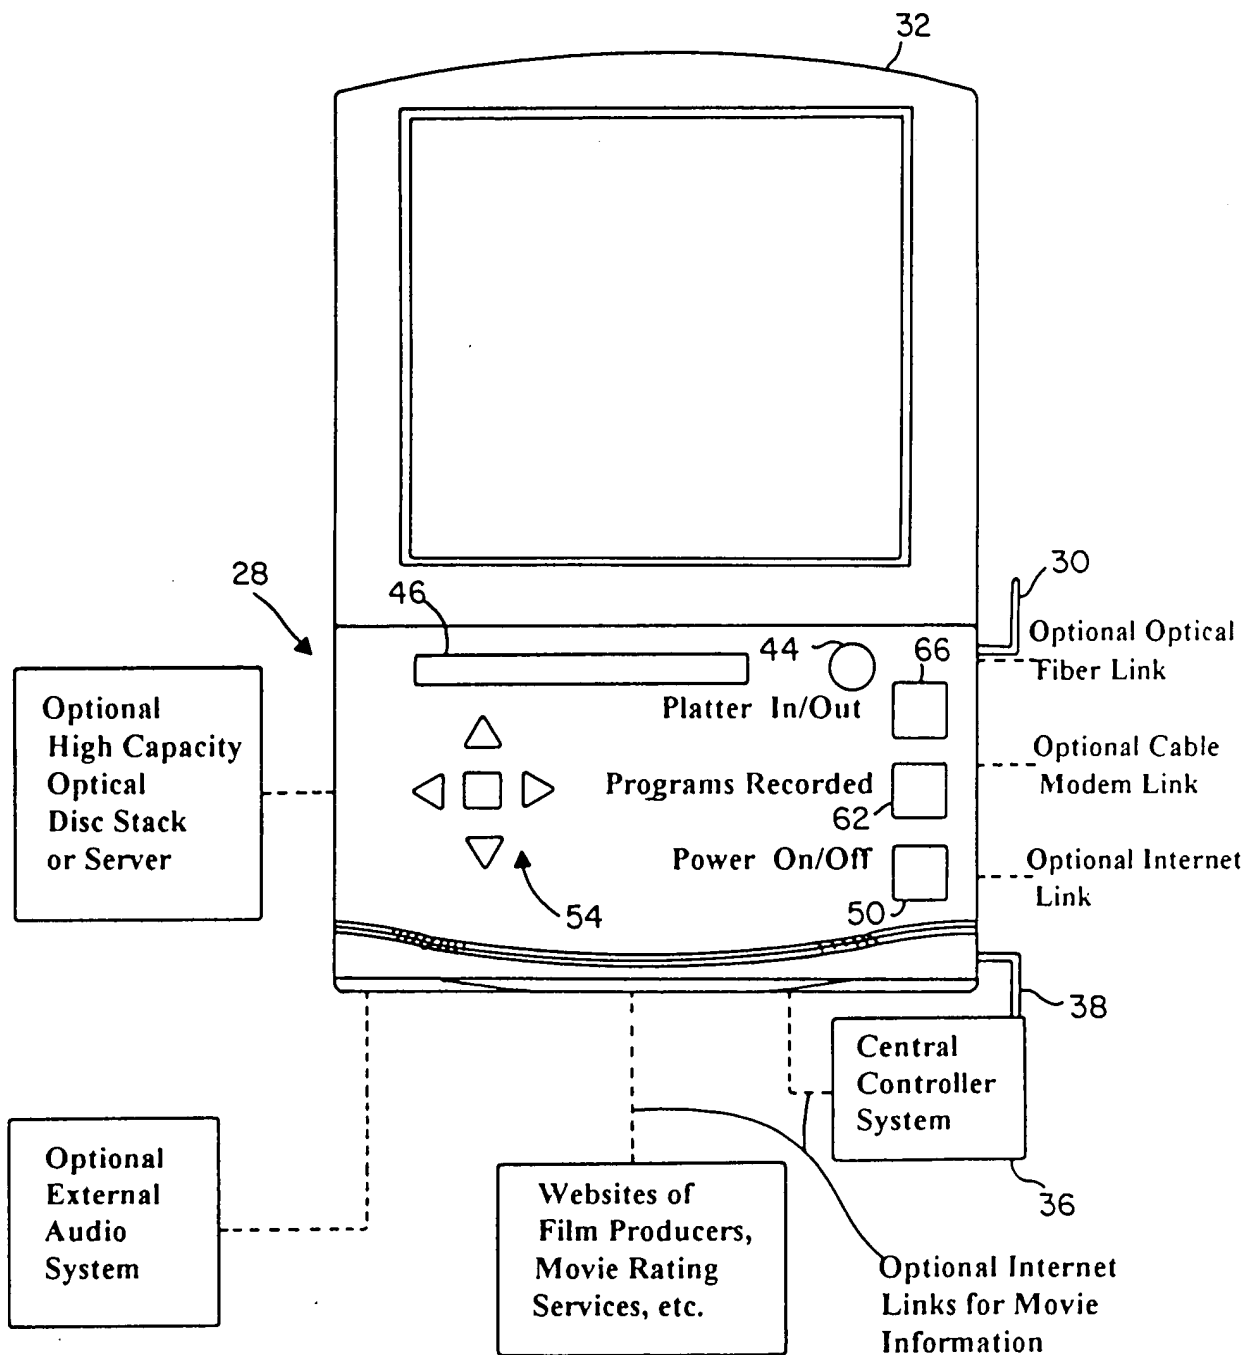 32
30
28
46
44
66
Optional Optical
Fiber Link
Platter In/Out
Optional
High Capacity
Optical
Disc Stack
or Server
Optional Cable
Modem Link
Programs Recorded
62
Power On/Off
Optional Internet
Link
54
50
38
Central
Controller
System
36
Optional
External
Audio
System
Websites of
Film Producers,
Movie Rating
Services, etc.
Optional Internet
Links for Movie
Information